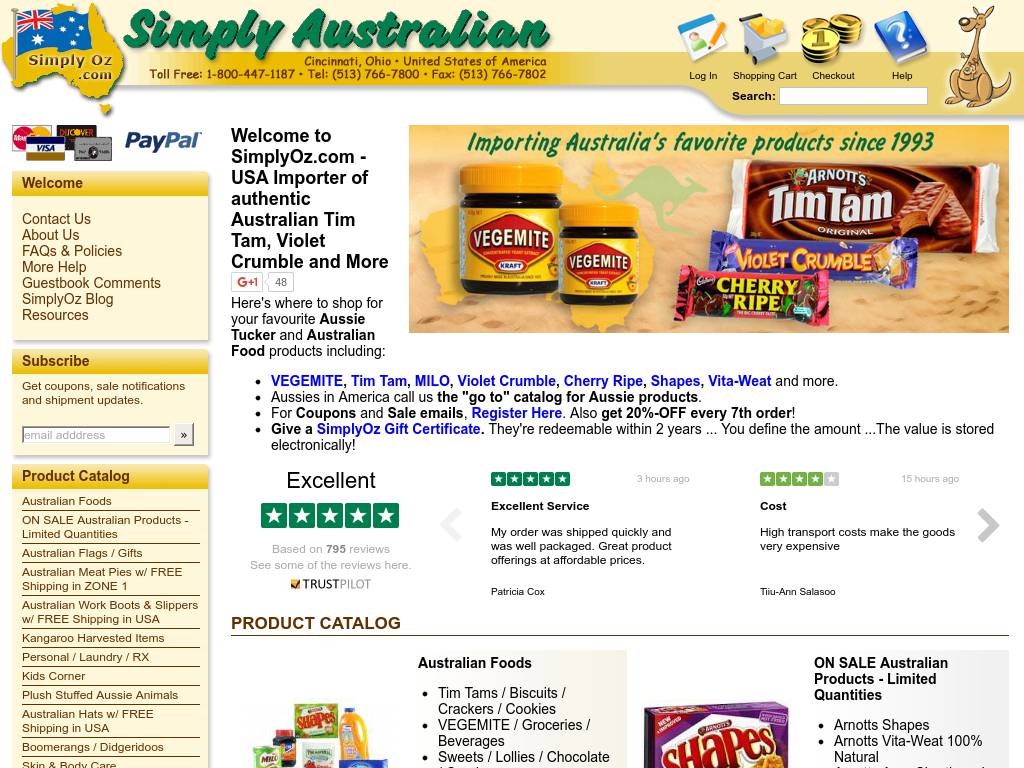 Simply Oz
.com
Simply Australian
Cincinnati, Ohio • United States of America
Toll Free: 1-800-447-1187 • Tel: (513) 766-7800 • Fax: (513) 766-7802
Log In
Shopping Cart
Checkout
Help
Search:
VISA
DISCOVER
PayPal
Welcome
Contact Us
About Us
FAQs & Policies
More Help
Guestbook Comments
SimplyOz Blog
Resources
Subscribe
Get coupons, sale notifications
and shipment updates.
email adddress
»
Product Catalog
Australian Foods
ON SALE Australian Products -
Limited Quantities
Australian Flags / Gifts
Australian Meat Pies w/ FREE
Shipping in ZONE 1
Australian Work Boots & Slippers
w/ FREE Shipping in USA
Kangaroo Harvested Items
Personal / Laundry / RX
Kids Corner
Plush Stuffed Aussie Animals
Australian Hats w/ FREE
Shipping in USA
Boomerangs / Didgeridoos
Skin & Body Care
Welcome to
SimplyOz.com -
USA Importer of
authentic
Australian Tim
Tam, Violet
Crumble and More
G+1
48
Here's where to shop for
your favourite Aussie
Tucker and Australian
Food products including:
Importing Australia's favorite products since 1993
VEGEMITE
CONCENTRATED YEAST EXTRACT
KRAFT
VEGEMITE
KRAFT
ARNOTT'S
Tim Tam
ORIGINAL
VIOLET CRUMBLE
Cadbury
CHERRY
RIPE
• VEGEMITE, Tim Tam, MILO, Violet Crumble, Cherry Ripe, Shapes, Vita-Weat and more.
• Aussies in America call us the "go to" catalog for Aussie products.
• For Coupons and Sale emails, Register Here. Also get 20%-OFF every 7th order!
• Give a SimplyOz Gift Certificate. They're redeemable within 2 years ... You define the amount ...The value is stored
electronically!
Excellent
Based on 795 reviews
See some of the reviews here.
TRUSTPILOT
3 hours ago
Excellent Service
My order was shipped quickly and
was well packaged. Great product
offerings at affordable prices.
Patricia Cox
15 hours ago
Cost
High transport costs make the goods
very expensive
Tiiu-Ann Salasoo
PRODUCT CATALOG
Australian Foods
• Tim Tams / Biscuits /
Crackers / Cookies
• VEGEMITE / Groceries /
Beverages
• Sweets / Lollies / Chocolate
SHAPES
MILO
ARNOTT'S
SHAPES
ON SALE Australian
Products - Limited
Quantities
• Arnotts Shapes
• Arnotts Vita-Weat 100%
Natural